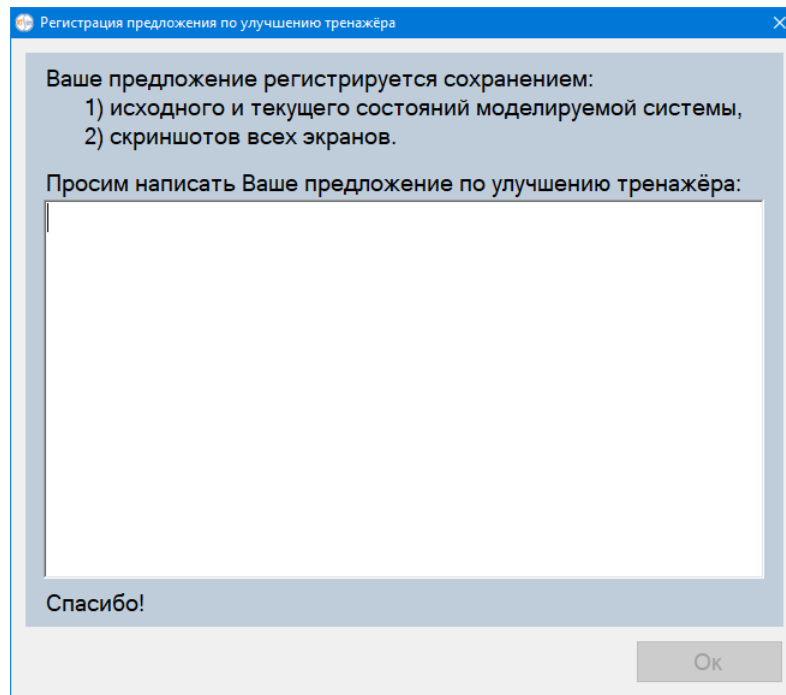 Регистрация предложения по улучшению тренажёра
Ваше предложение регистрируется сохранением:
1) исходного и текущего состояний моделируемой системы,
2) скриншотов всех экранов.
Просим написать Ваше предложение по улучшению тренажёра:
Спасибо!
Ок